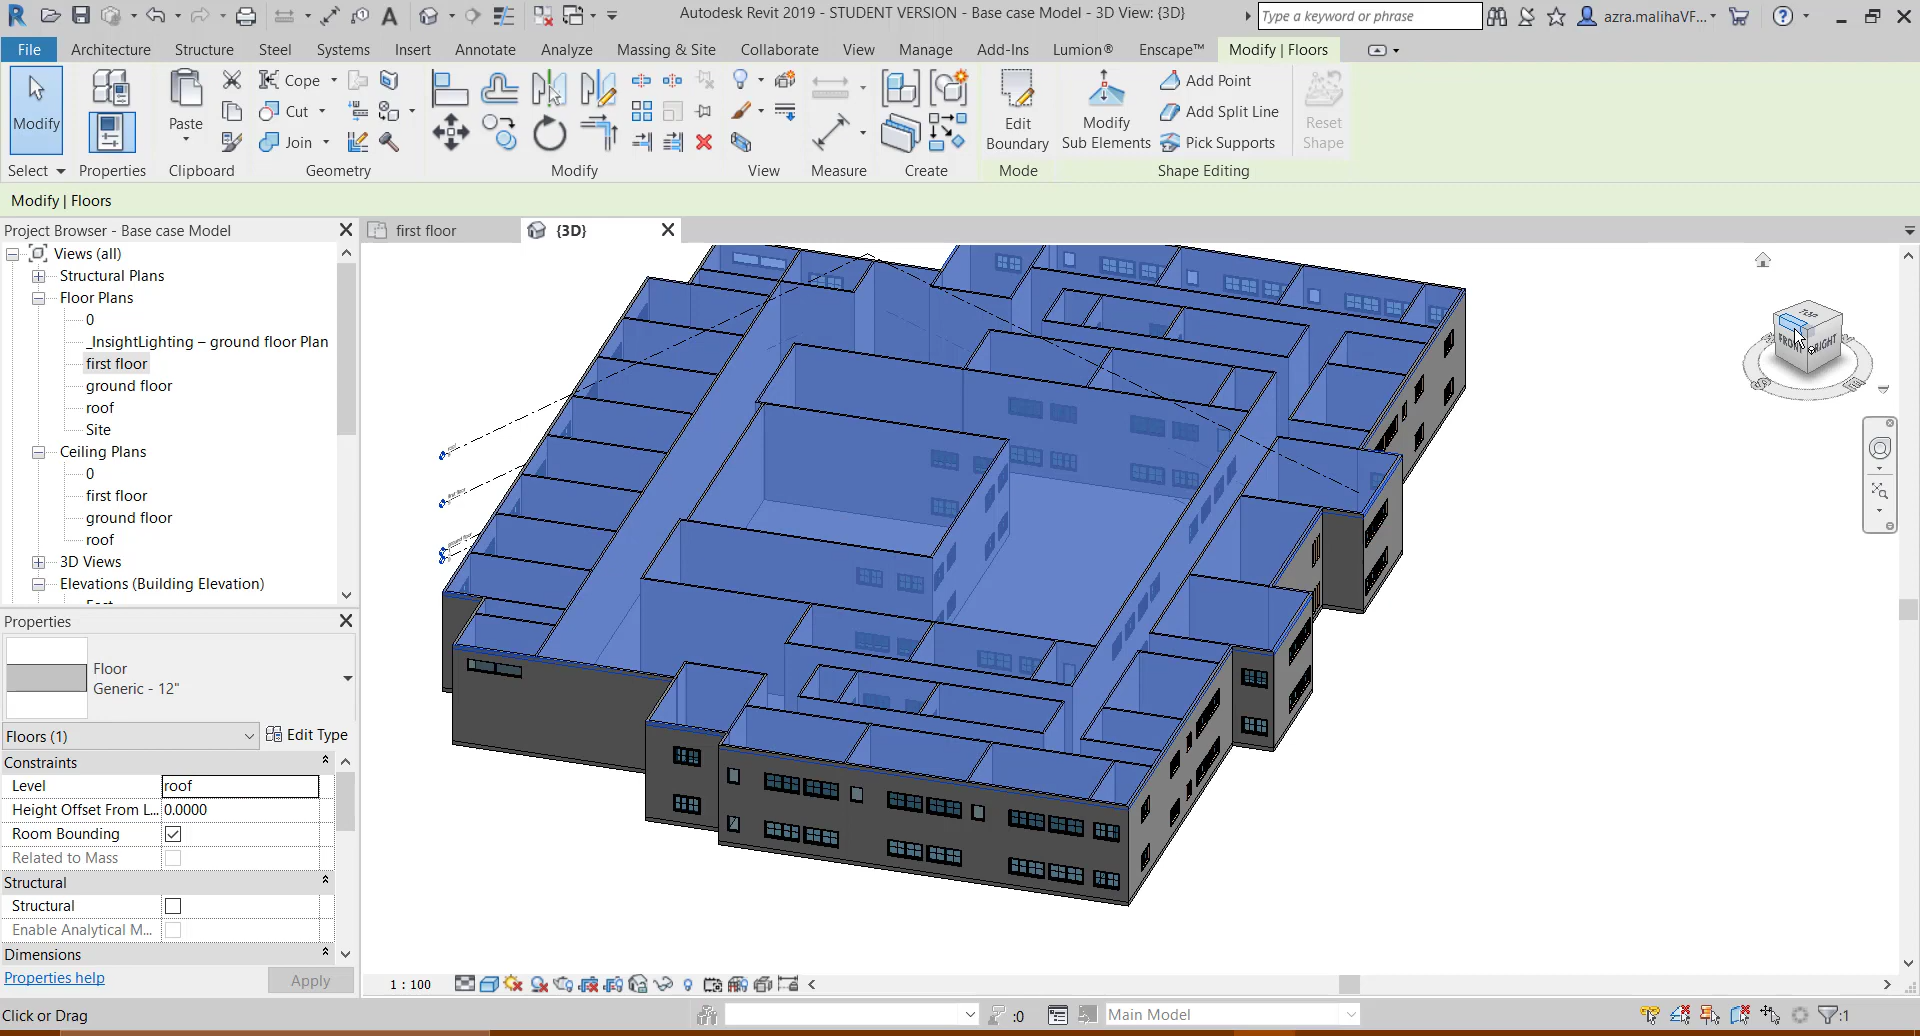 Autodesk Revit 2019 - STUDENT VERSION - Base case Model - 3D View: {3D}
Type a keyword or phrase
azra.malihaVF...
File
Architecture
Structure
Steel
Systems
Insert
Annotate
Analyze
Massing & Site
Collaborate
View
Manage
Add-Ins
Lumion®
Enscape™
Modify | Floors
Modify
Paste
Cope
Cut
Join
Edit
Boundary
Modify
Sub Elements
Add Point
Add Split Line
Pick Supports
Reset
Shape
Select
Properties
Clipboard
Geometry
Modify
View
Measure
Create
Mode
Shape Editing
Modify | Floors
Project Browser - Base case Model
first floor
{3D}
Views (all)
Structural Plans
Floor Plans
0
_InsightLighting – ground floor Plan
first floor
ground floor
roof
Site
Ceiling Plans
0
first floor
ground floor
roof
3D Views
Elevations (Building Elevation)
TOP
FRONT
RIGHT
Properties
Floor
Generic - 12"
Floors (1)
Edit Type
Constraints
Level
roof
Height Offset From L...
0.0000
Room Bounding
Related to Mass
Structural
Structural
Enable Analytical M...
Dimensions
Properties help
Apply
1 : 100
Click or Drag
:0
Main Model
:1